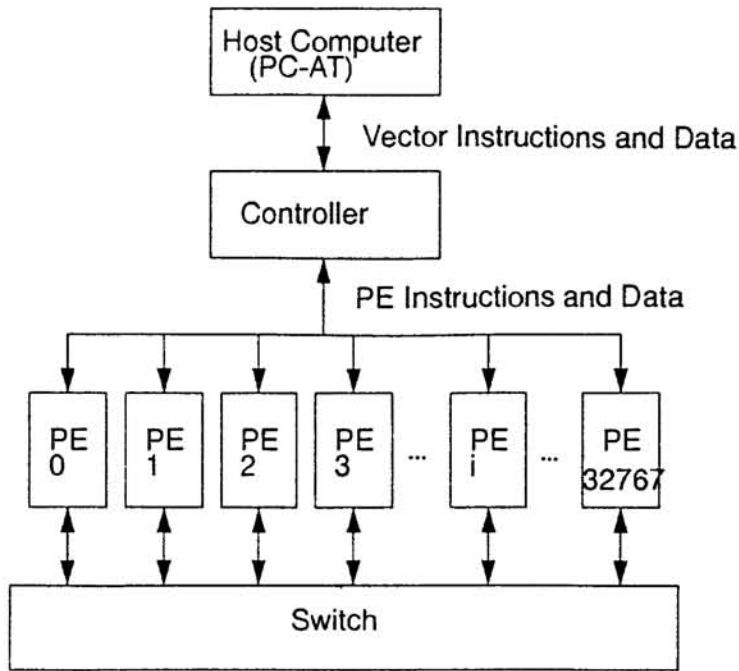 Host Computer
(PC-AT)
Vector Instructions and Data
Controller
PE Instructions and Data
PE
0
PE
1
PE
2
PE
3
...
PE
i
...
PE
32767
Switch